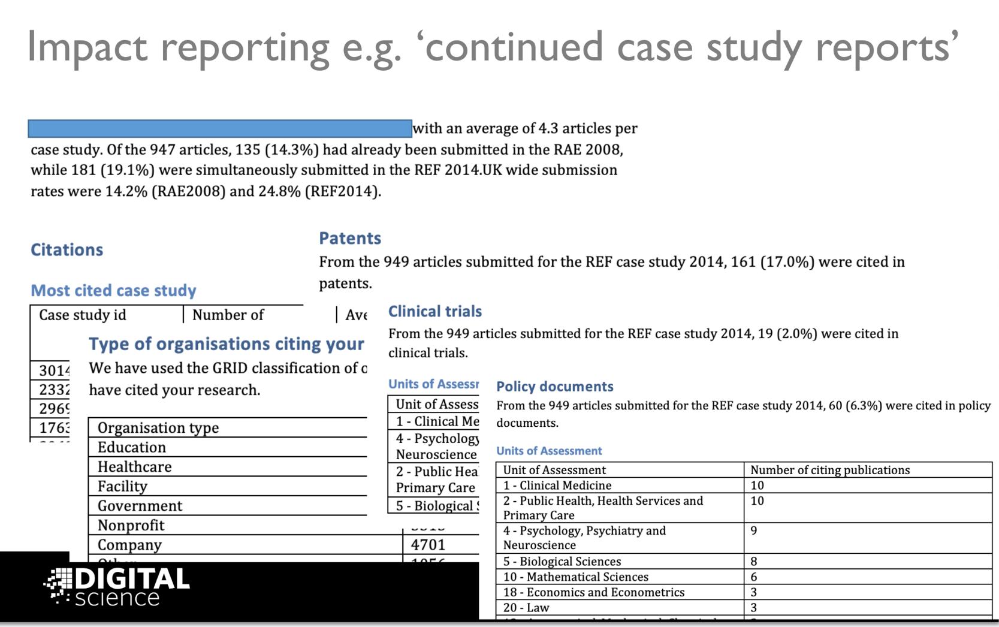 Impact reporting e.g. ‘continued case study reports’
with an average of 4.3 articles per
case study. Of the 947 articles, 135 (14.3%) had already been submitted in the RAE 2008,
while 181 (19.1%) were simultaneously submitted in the REF 2014.UK wide submission
rates were 14.2% (RAE2008) and 24.8% (REF2014).
Citations
Most cited case study
Case study id Number of Ave
3014
2332
2969
1763
Patents
From the 949 articles submitted for the REF case study 2014, 161 (17.0%) were cited in
patents.
Type of organisations citing your
We have used the GRID classification of o
have cited your research.
Organisation type
Education
Healthcare
Facility
Government
Nonprofit
Company 4701
Clinical trials
From the 949 articles submitted for the REF case study 2014, 19 (2.0%) were cited in
clinical trials.
Units of Assess
Unit of Assess
1 - Clinical Me
4 - Psychology
Neuroscience
2 - Public Hea
Primary Care
5 - Biological
Policy documents
From the 949 articles submitted for the REF case study 2014, 60 (6.3%) were cited in policy
documents.
Units of Assessment
Unit of Assessment Number of citing publications
1 - Clinical Medicine 10
2 - Public Health, Health Services and 10
Primary Care
4 - Psychology, Psychiatry and 9
Neuroscience
5 - Biological Sciences 8
10 - Mathematical Sciences 6
18 - Economics and Econometrics 3
20 - Law 3
DIGITAL
science